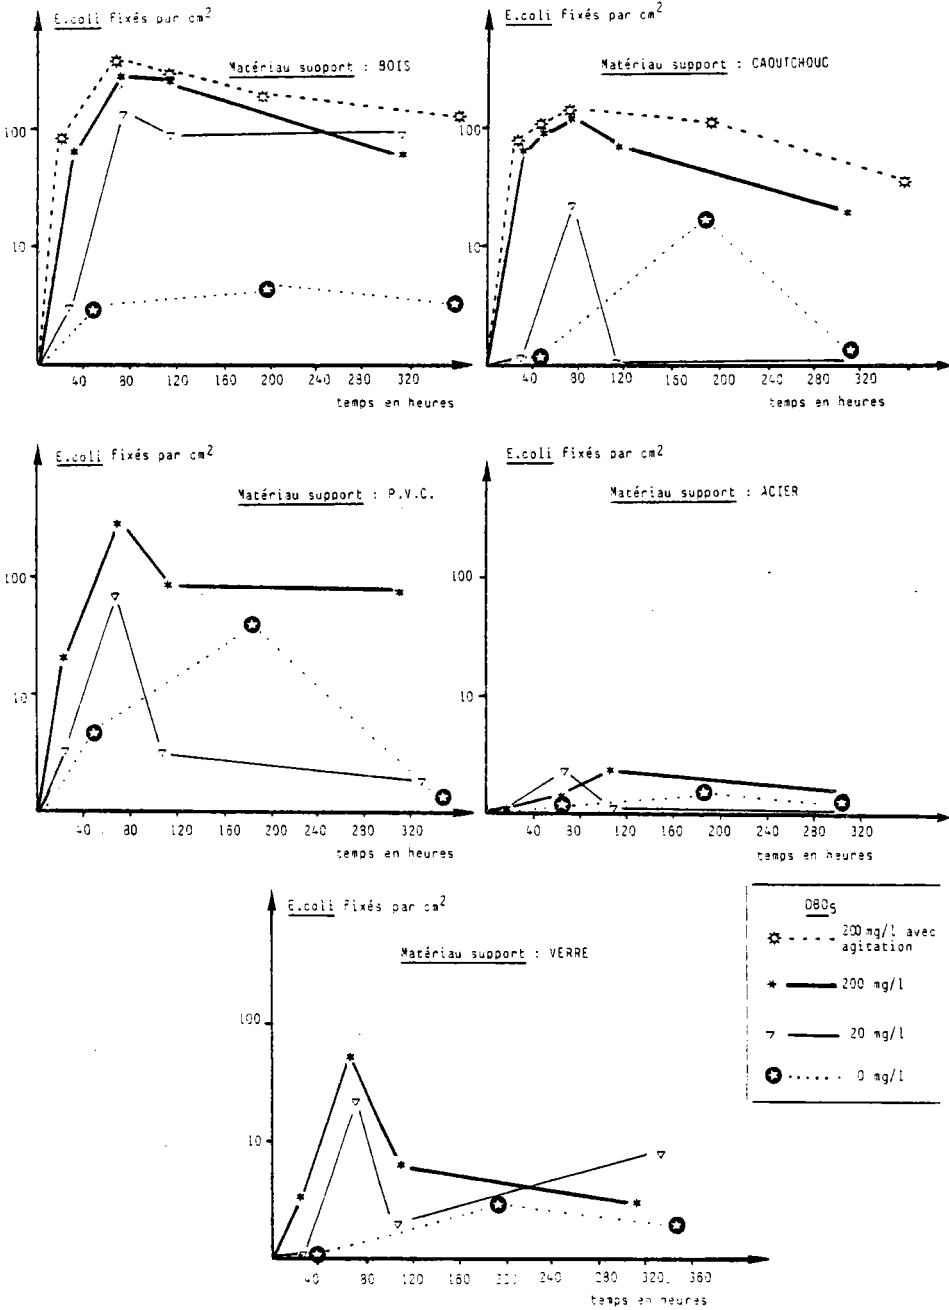 E.coli fixés par cm2
Matériau support : BOIS
100
10
40 80 120 160 200 240 280 320
temps en heures
E.coli fixés par cm2
Matériau support : CAOUTCHOUC
100
10
40 80 120 160 200 240 280 320
temps en heures
E.coli fixés par cm2
Matériau support : P.V.C.
100
10
40 80 120 160 200 240 280 320
temps en heures
E.coli fixés par cm2
Matériau support : ACIER
100
10
40 80 120 160 200 240 280 320
temps en heures
E.coli fixés par cm2
Matériau support : VERRE
100
10
40 80 120 160 200 240 280 320 360
temps en heures
DBO5
200 mg/l avec
agitation
200 mg/l
20 mg/l
0 mg/l